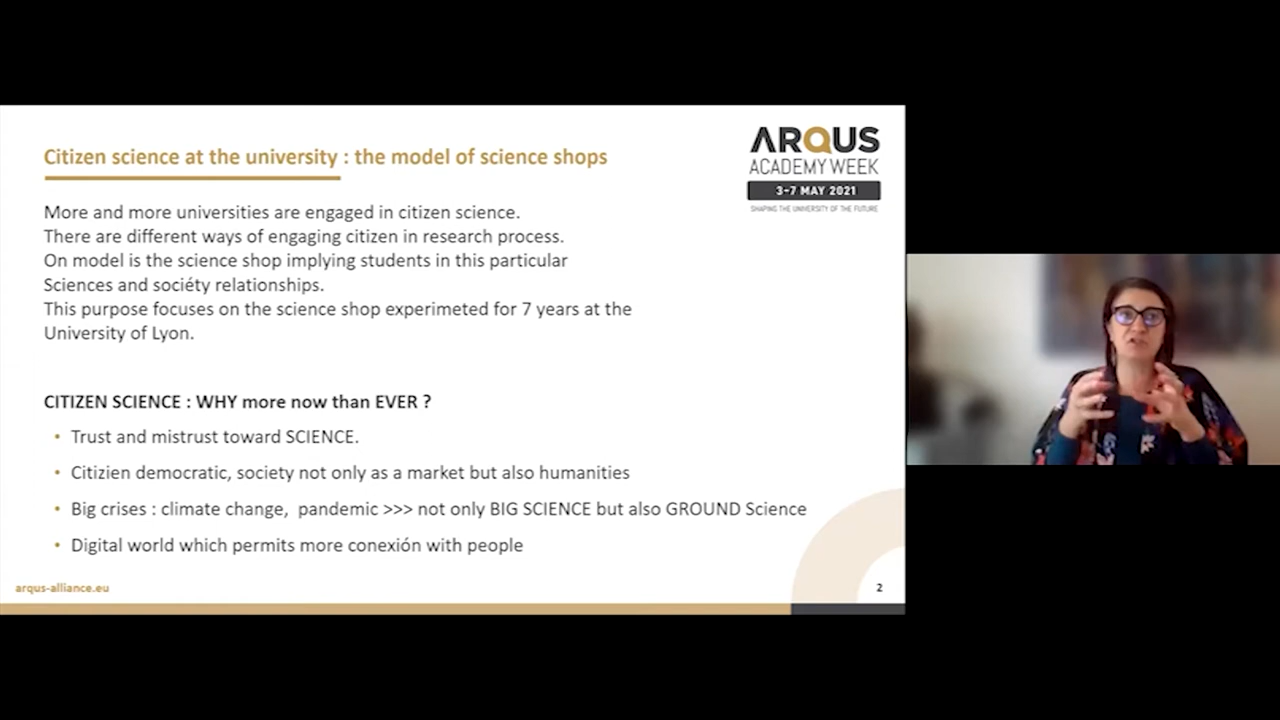 Citizen science at the university : the model of science shops
ARQUS
ACADEMY WEEK
3-7 MAY 2021
SHAPING THE UNIVERSITY OF THE FUTURE
More and more universities are engaged in citizen science.
There are different ways of engaging citizen in research process.
On model is the science shop implying students in this particular
Sciences and sociéty relationships.
This purpose focuses on the science shop experimeted for 7 years at the
University of Lyon.
CITIZEN SCIENCE : WHY more now than EVER ?
• Trust and mistrust toward SCIENCE.
• Citizien democratic, society not only as a market but also humanities
• Big crises : climate change, pandemic >>> not only BIG SCIENCE but also GROUND Science
• Digital world which permits more conexión with people
arqus-alliance.eu
2